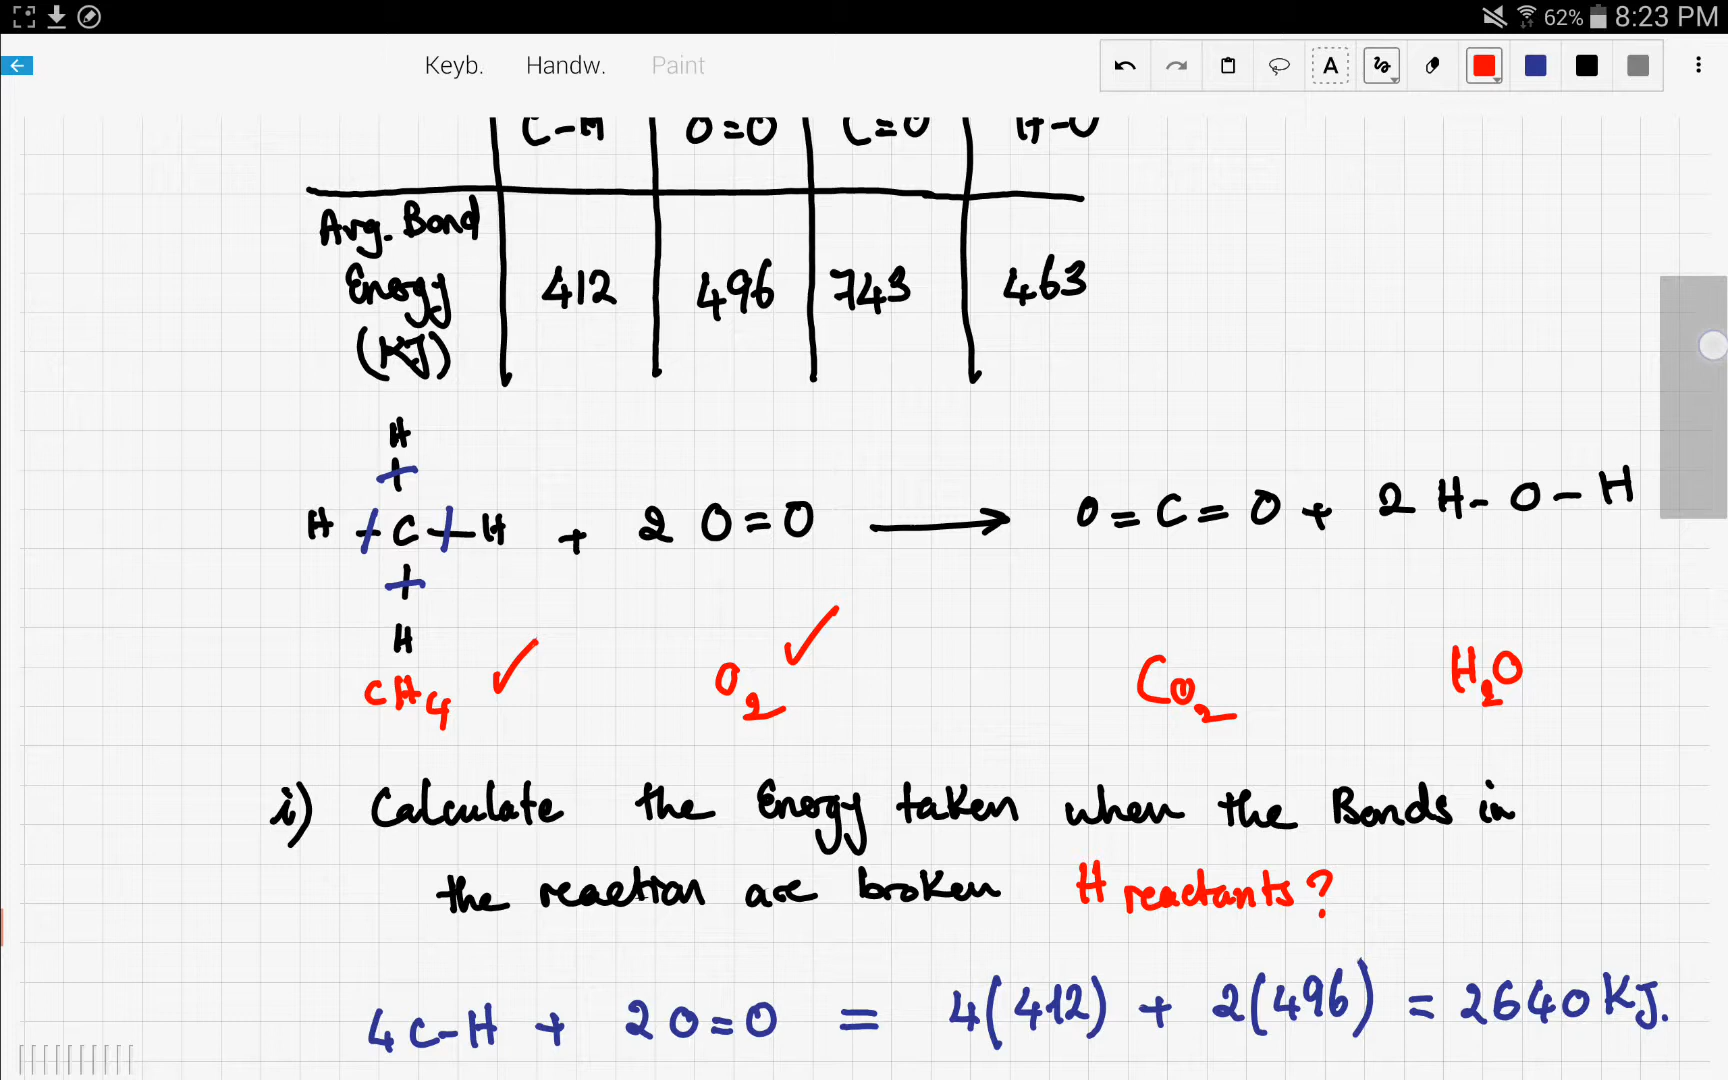 62% 8:23 PM
Keyb. Handw. Paint A
C-H O=O C=O H-O
Avg. Bond
Energy 412 496 743 463
(KJ)
H
H - C - H + 2 O=O → O=C=O + 2 H-O-H
H
CH4 ✓ O2 ✓ CO2 H2O
i) Calculate the Energy taken when the Bonds in
the reaction are broken H reactants?
4C-H + 2O=O = 4(412) + 2(496) = 2640 KJ.